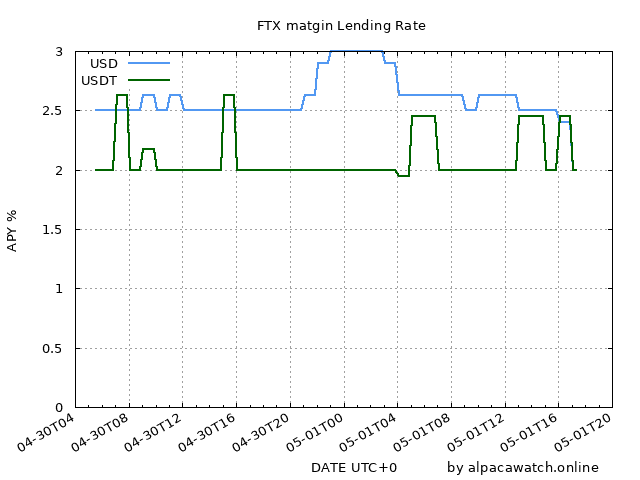 FTX matgin Lending Rate
USD
USDT
3
2.5
2
1.5
1
0.5
0
APY %
04-30T04
04-30T08
04-30T12
04-30T16
04-30T20
05-01T00
05-01T04
05-01T08
05-01T12
05-01T16
05-01T20
DATE UTC+0
by alpacawatch.online